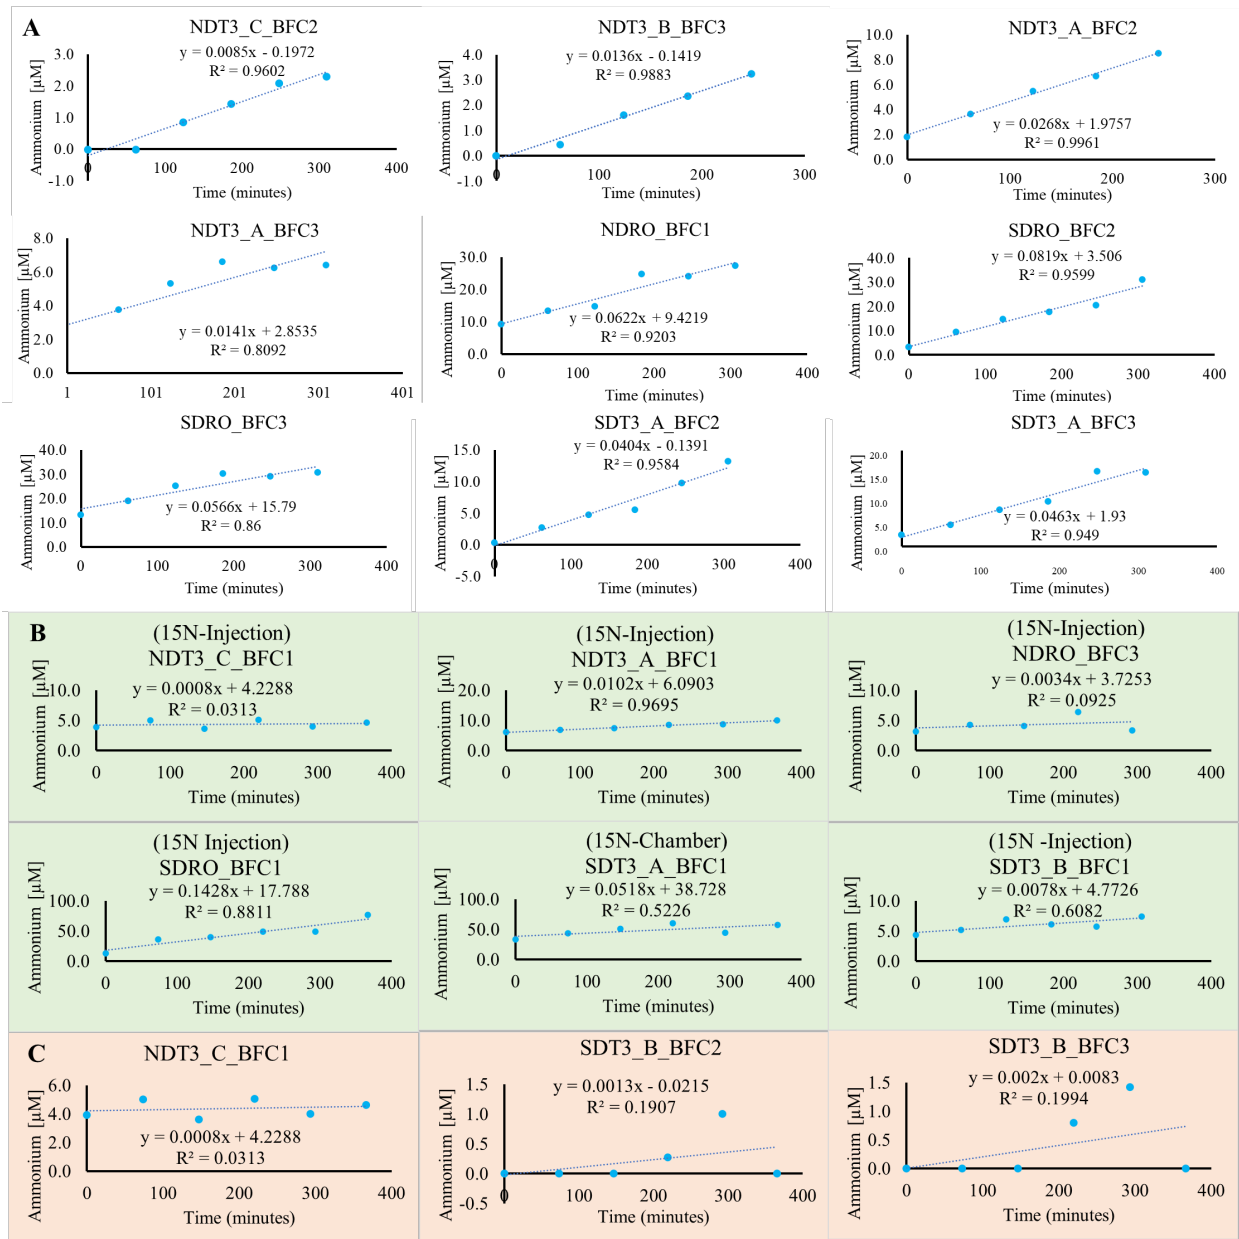 A
NDT3_C_BFC2
y = 0.0085x - 0.1972
R² = 0.9602
Ammonium [µM]
3.0
2.0
1.0
0.0
-1.0
0
100
200
300
400
Time (minutes)
NDT3_B_BFC3
y = 0.0136x - 0.1419
R² = 0.9883
Ammonium [µM]
4.0
3.0
2.0
1.0
0.0
-1.0
0
100
200
300
Time (minutes)
NDT3_A_BFC2
y = 0.0268x + 1.9757
R² = 0.9961
Ammonium [µM]
10.0
8.0
6.0
4.0
2.0
0.0
0
100
200
300
Time (minutes)
NDT3_A_BFC3
y = 0.0141x + 2.8535
R² = 0.8092
Ammonium [µM]
8.0
6.0
4.0
2.0
0.0
1
101
201
301
401
Time (minutes)
NDRO_BFC1
y = 0.0622x + 9.4219
R² = 0.9203
Ammonium [µM]
30.0
20.0
10.0
0.0
0
100
200
300
400
Time (minutes)
SDRO_BFC2
y = 0.0819x + 3.506
R² = 0.9599
Ammonium [µM]
40.0
30.0
20.0
10.0
0.0
0
100
200
300
400
Time (minutes)
SDRO_BFC3
y = 0.0566x + 15.79
R² = 0.86
Ammonium [µM]
40.0
30.0
20.0
10.0
0.0
0
100
200
300
400
Time (minutes)
SDT3_A_BFC2
y = 0.0404x - 0.1391
R² = 0.9584
Ammonium [µM]
15.0
10.0
5.0
0.0
-5.0
0
100
200
300
400
Time (minutes)
SDT3_A_BFC3
y = 0.0463x + 1.93
R² = 0.949
Ammonium [µM]
20.0
15.0
10.0
5.0
0.0
0
100
200
300
400
Time (minutes)
B
(15N-Injection)
NDT3_C_BFC1
y = 0.0008x + 4.2288
R² = 0.0313
Ammonium [µM]
10.0
5.0
0.0
0
100
200
300
400
Time (minutes)
(15N-Injection)
NDT3_A_BFC1
y = 0.0102x + 6.0903
R² = 0.9695
Ammonium [µM]
20.0
10.0
0.0
0
100
200
300
400
Time (minutes)
(15N-Injection)
NDRO_BFC3
y = 0.0034x + 3.7253
R² = 0.0925
Ammonium [µM]
10.0
5.0
0.0
0
100
200
300
400
Time (minutes)
(15N Injection)
SDRO_BFC1
y = 0.1428x + 17.788
R² = 0.8811
Ammonium [µM]
100.0
50.0
0.0
0
100
200
300
400
Time (minutes)
(15N-Chamber)
SDT3_A_BFC1
y = 0.0518x + 38.728
R² = 0.5226
Ammonium [µM]
100.0
50.0
0.0
0
100
200
300
400
Time (minutes)
(15N -Injection)
SDT3_B_BFC1
y = 0.0078x + 4.7726
R² = 0.6082
Ammonium [µM]
10.0
5.0
0.0
0
100
200
300
400
Time (minutes)
C
NDT3_C_BFC1
y = 0.0008x + 4.2288
R² = 0.0313
Ammonium [µM]
6.0
4.0
2.0
0.0
0
100
200
300
400
Time (minutes)
SDT3_B_BFC2
y = 0.0013x - 0.0215
R² = 0.1907
Ammonium [µM]
1.5
1.0
0.5
0.0
-0.5
0
100
200
300
400
Time (minutes)
SDT3_B_BFC3
y = 0.002x + 0.0083
R² = 0.1994
Ammonium [µM]
1.5
1.0
0.5
0.0
0
100
200
300
400
Time (minutes)